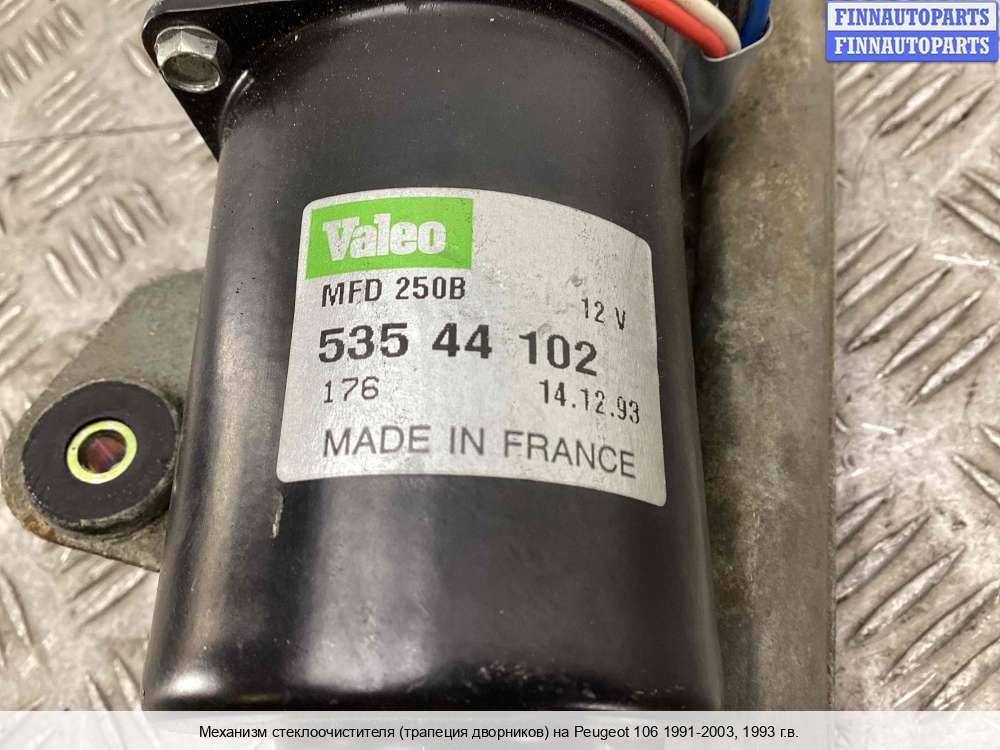 FINNAUTOPARTS
FINNAUTOPARTS
Valeo
MFD 250B
12 V
535 44 102
176
14.12.93
MADE IN FRANCE
Механизм стеклоочистителя (трапеция дворников) на Peugeot 106 1991-2003, 1993 г.в.